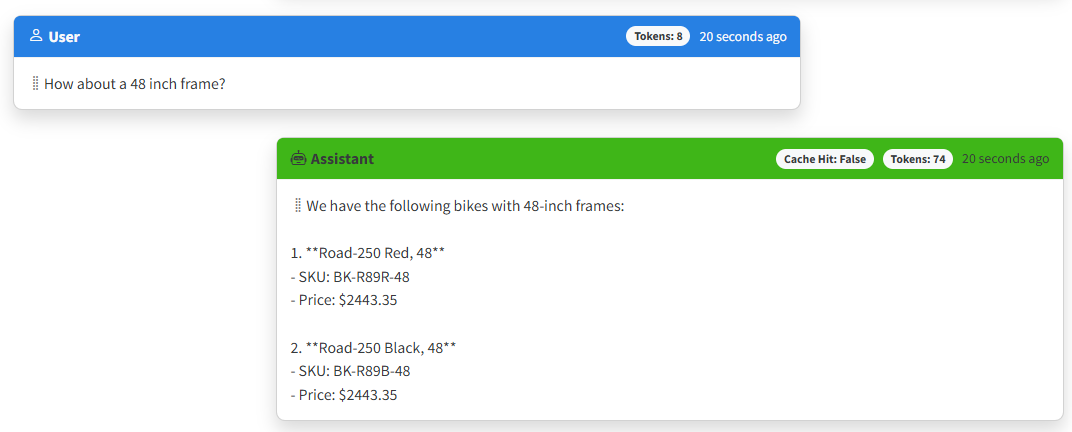 User
Tokens: 8
20 seconds ago
How about a 48 inch frame?
Assistant
Cache Hit: False
Tokens: 74
20 seconds ago
We have the following bikes with 48-inch frames:
1. **Road-250 Red, 48**
- SKU: BK-R89R-48
- Price: $2443.35
2. **Road-250 Black, 48**
- SKU: BK-R89B-48
- Price: $2443.35